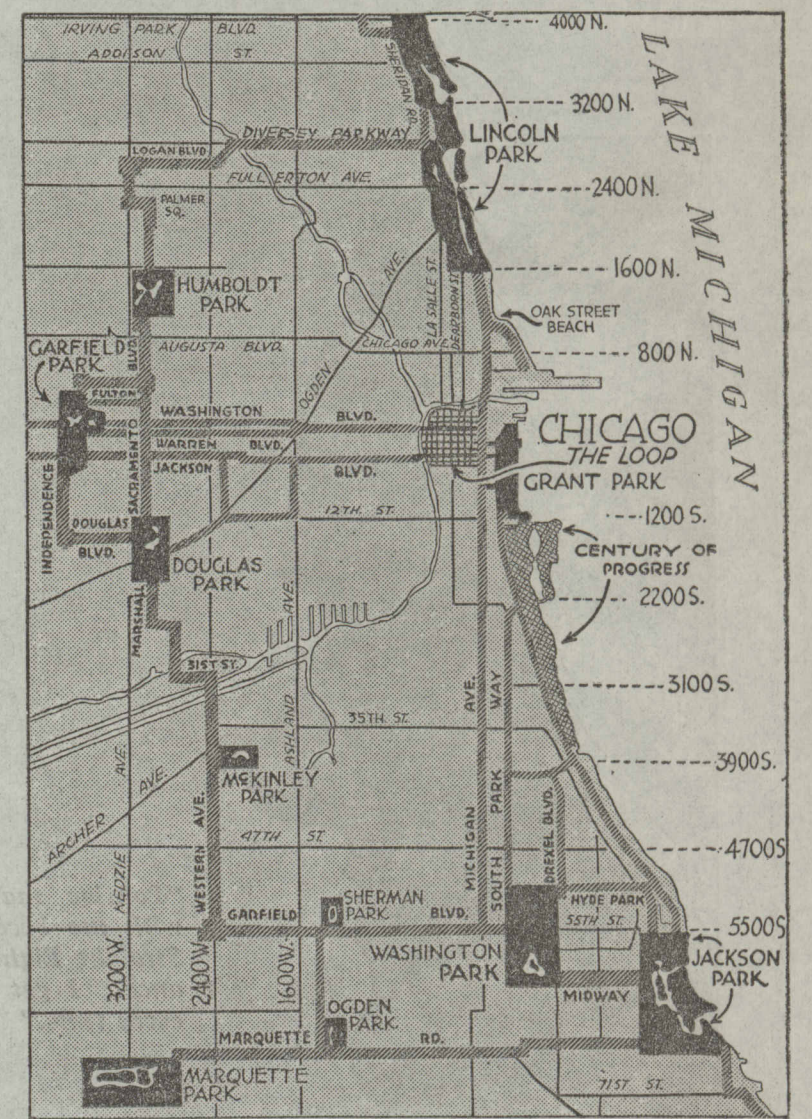 IRVING PARK BLVD.
4000 N.
ADDISON ST.
SHERIDAN RD.
LAKE MICHIGAN
3200 N.
LINCOLN
PARK
DIVERSEY PARKWAY
LOGAN BLVD
FULLERTON AVE.
2400 N.
PALMER
SQ.
AVE.
LA SALLE ST.
DEARBORN ST.
1600 N.
HUMBOLDT
PARK
OAK STREET
BEACH
GARFIELD
PARK
BLVD.
AUGUSTA BLVD.
CHICAGO AVE.
800 N.
OGDEN
FULTON
WASHINGTON BLVD.
CHICAGO
THE LOOP
GRANT PARK
WARREN BLVD.
JACKSON BLVD.
SACRAMENTO
INDEPENDENCE
12TH. ST.
1200 S.
DOUGLAS
BLVD.
DOUGLAS
PARK
CENTURY OF
PROGRESS
2200 S.
MARSHALL
AVE.
31ST ST.
3100 S.
ASHLAND
35TH. ST.
AVE.
WAY
3900 S.
McKINLEY
PARK
ARCHER AVE.
AVE.
KEDZIE
WESTERN AVE.
47TH ST.
MICHIGAN
SOUTH PARK
DREXEL BLVD.
4700S
SHERMAN
PARK
HYDE PARK
GARFIELD BLVD.
55TH ST.
5500S
3200 W.
2400 W.
1600 W.
WASHINGTON
PARK
JACKSON
PARK
OGDEN
PARK
MIDWAY
MARQUETTE RD.
MARQUETTE
PARK
71ST ST.